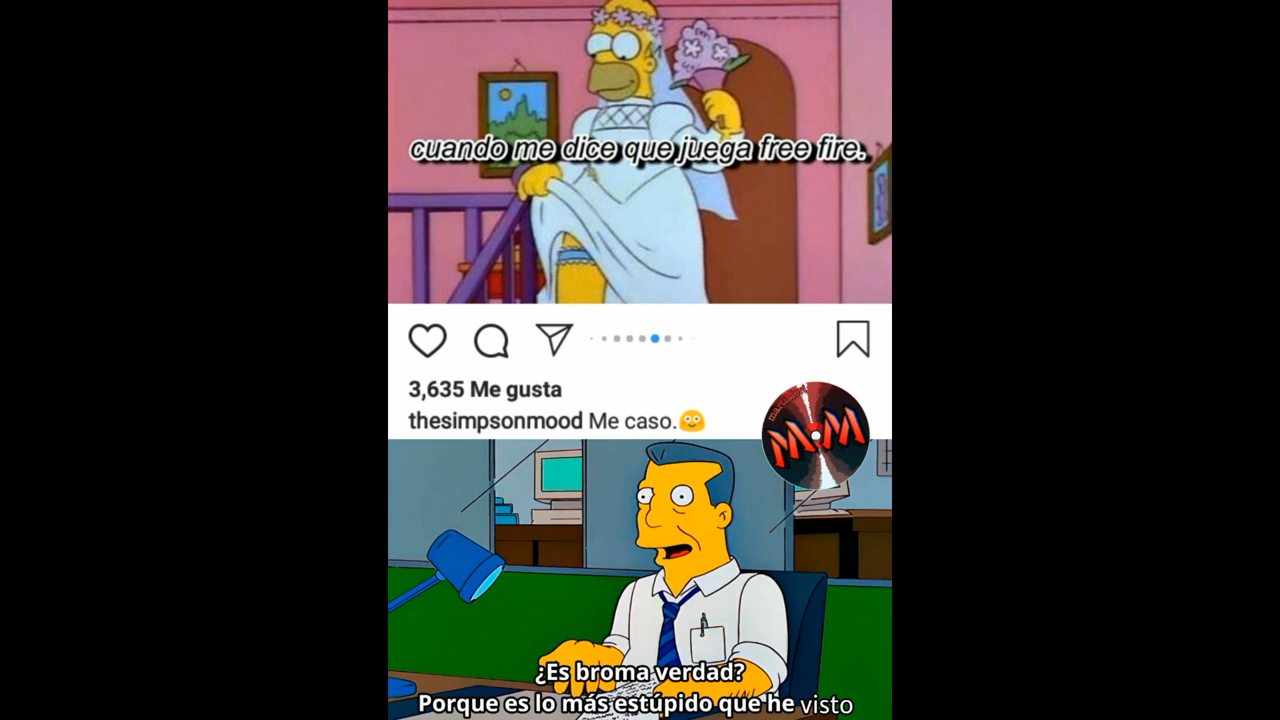 cuando me dice que juega free fire.
3,635 Me gusta
thesimpsonmood Me caso.
M M
¿Es broma verdad?
Porque es lo más estúpido que he visto